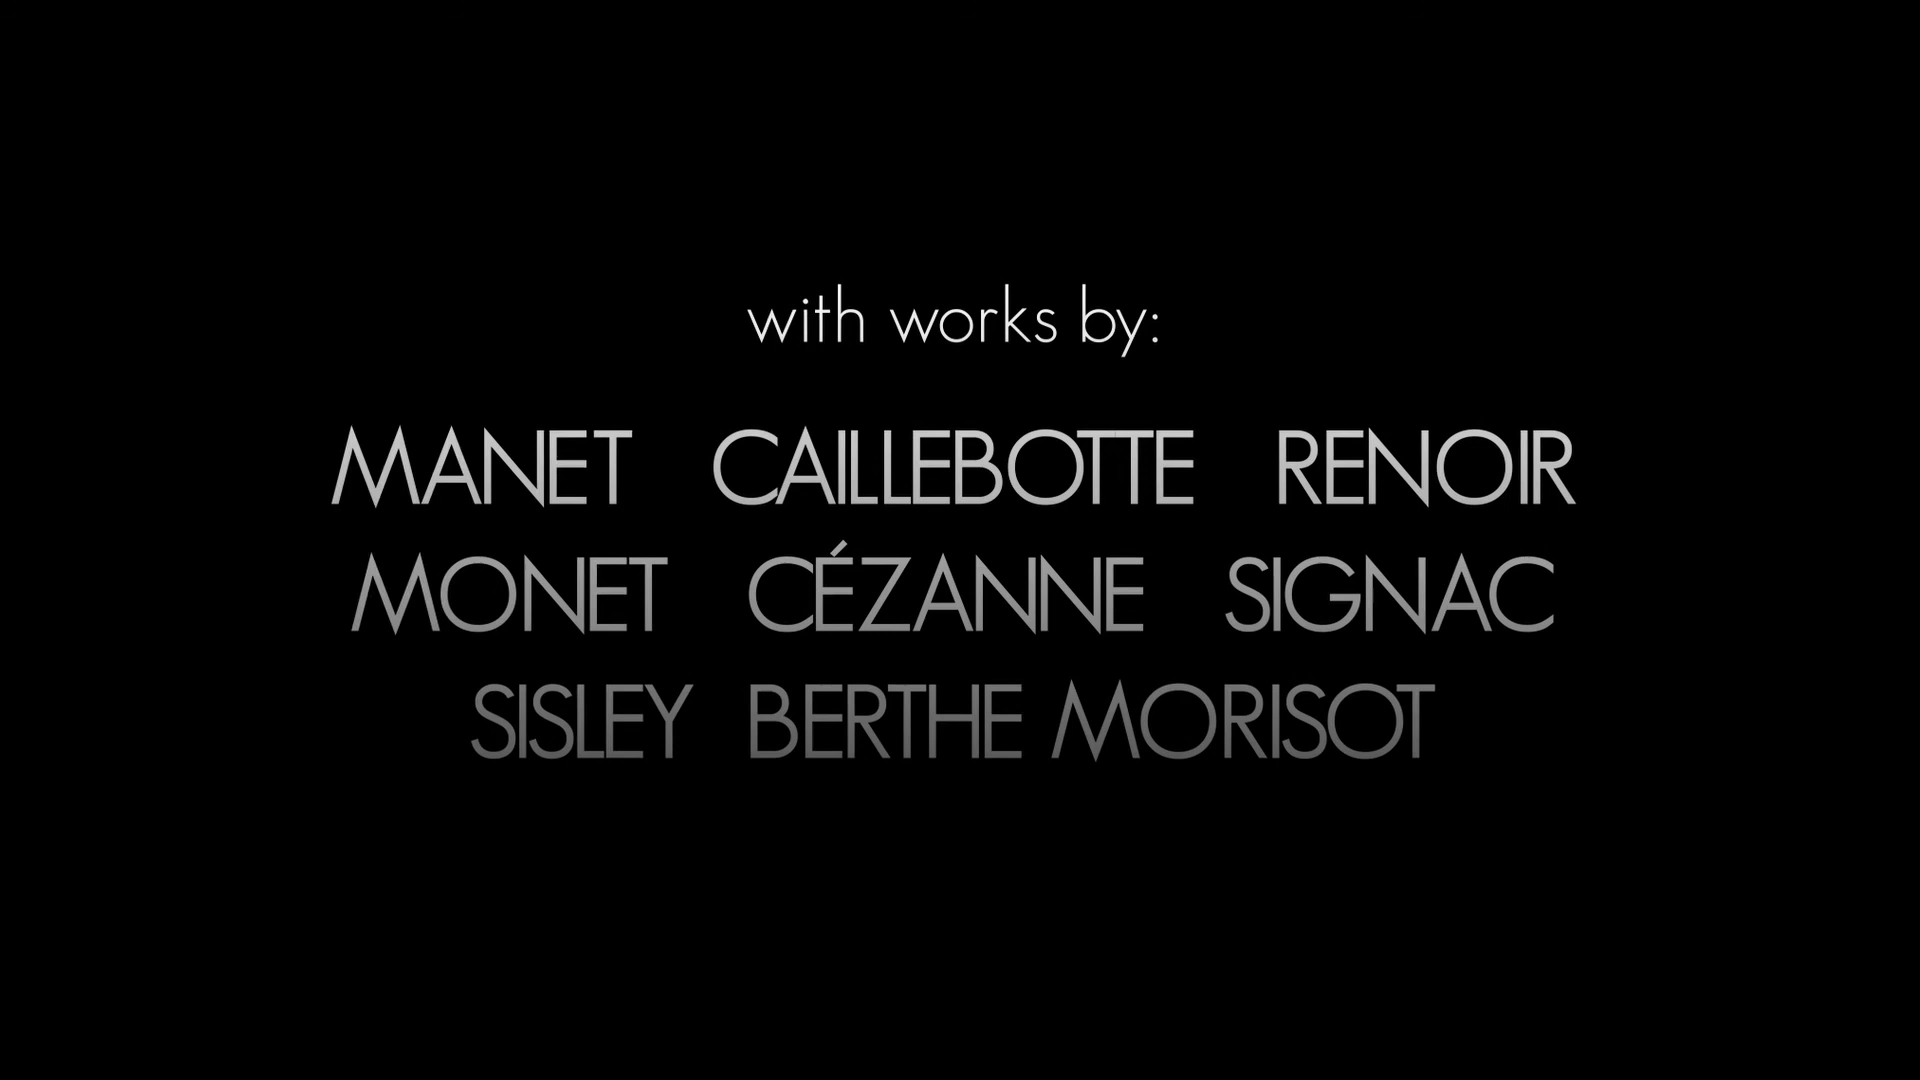 with works by:
MANET CAILLEBOTTE RENOIR
MONET CÉZANNE SIGNAC
SISLEY BERTHE MORISOT